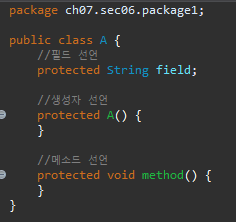 package ch07.sec06.package1;
public class A {
//필드 선언
protected String field;
//생성자 선언
protected A() {
}
//메소드 선언
protected void method() {
}
}